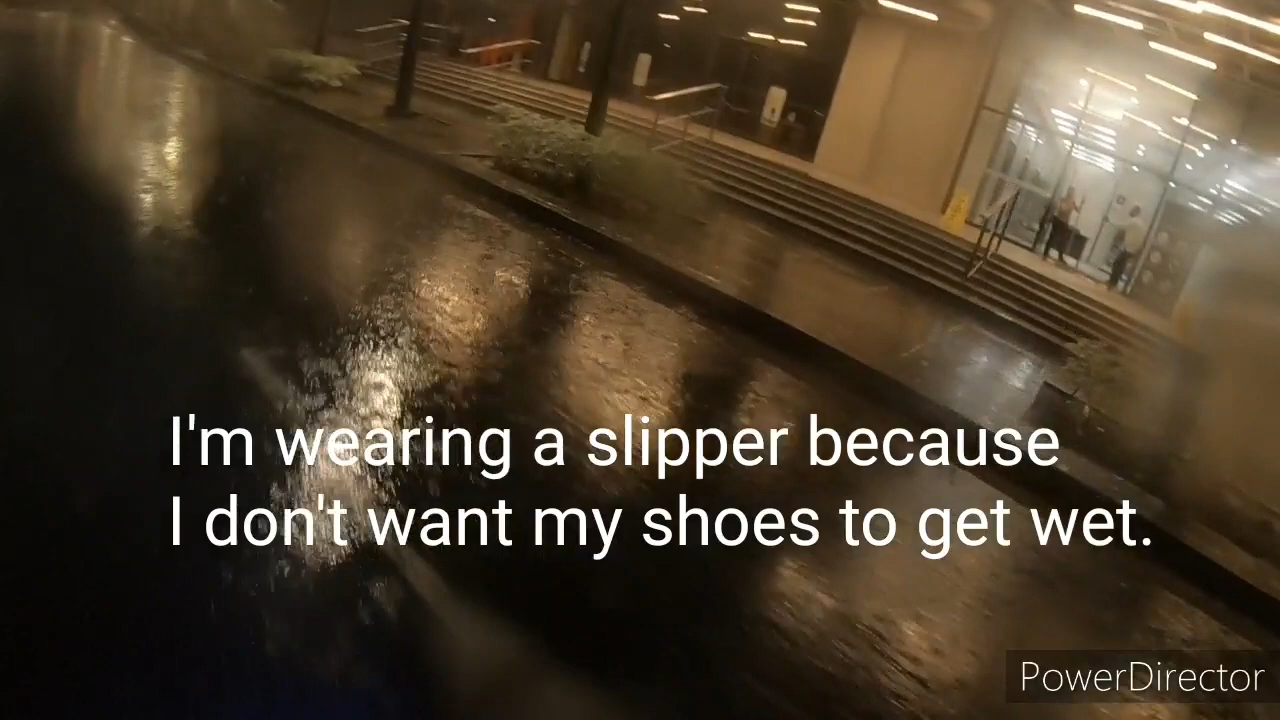 I'm wearing a slipper because
I don't want my shoes to get wet.
PowerDirector